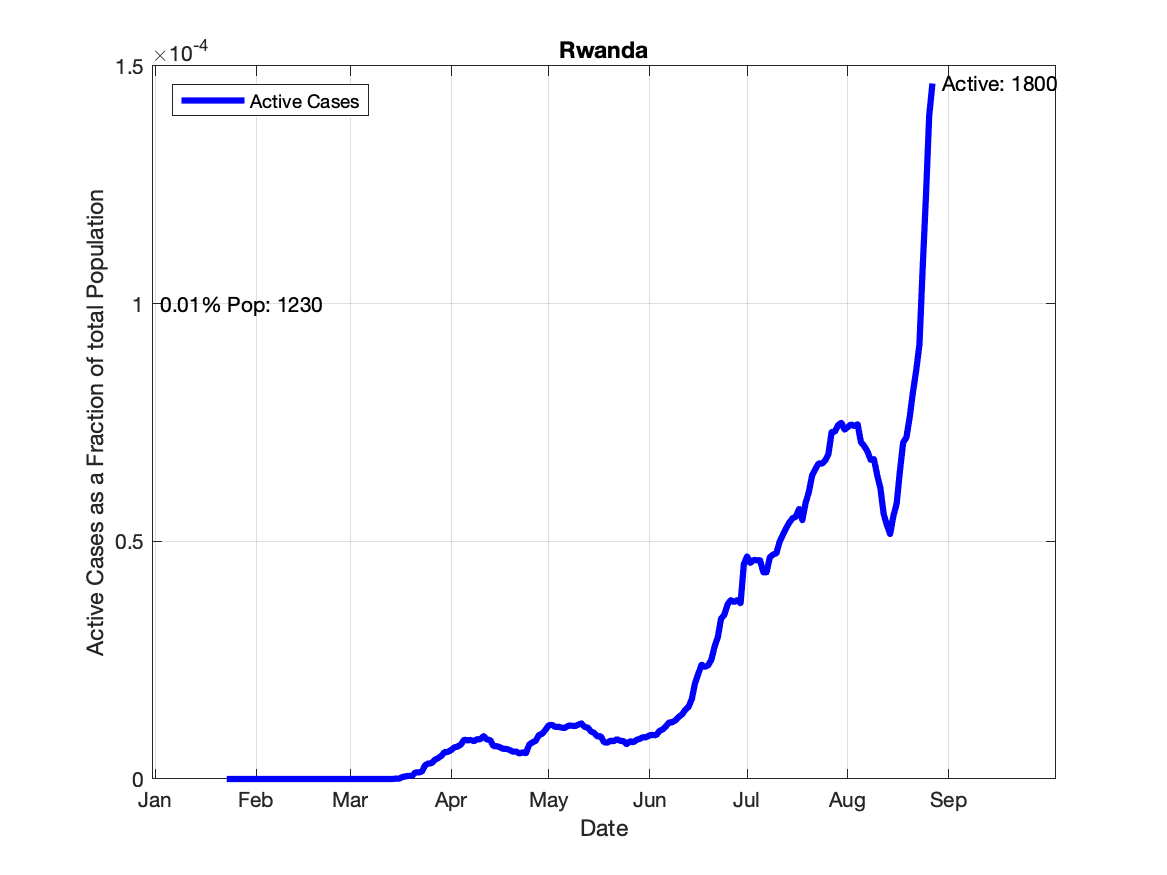 Rwanda
×10-4
1.5
1
0.5
0
Active Cases
Active: 1800
0.01% Pop: 1230
Active Cases as a Fraction of total Population
Jan Feb Mar Apr May Jun Jul Aug Sep
Date